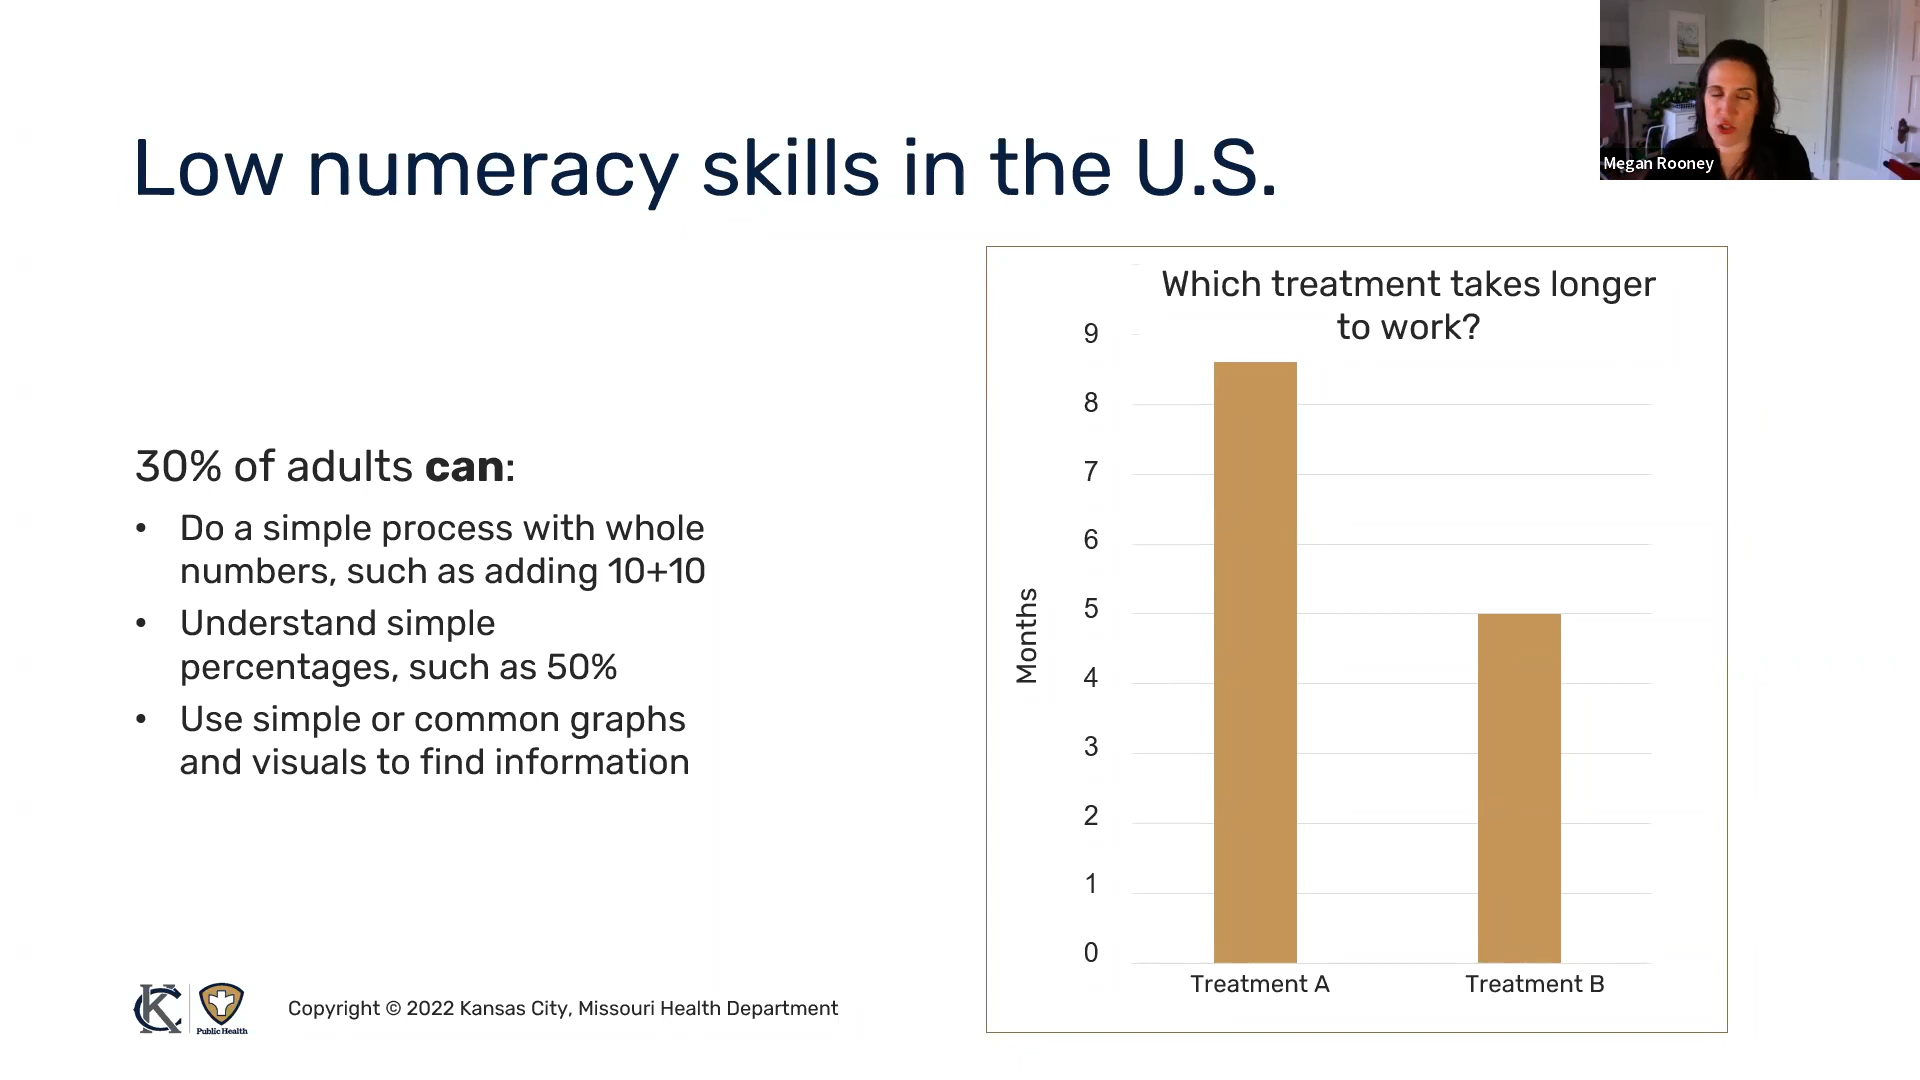 Megan Rooney
Low numeracy skills in the U.S.
30% of adults can:
• Do a simple process with whole
numbers, such as adding 10+10
• Understand simple
percentages, such as 50%
• Use simple or common graphs
and visuals to find information
Which treatment takes longer
to work?
Months
9
8
7
6
5
4
3
2
1
0
Treatment A
Treatment B
KC
Public Health
Copyright © 2022 Kansas City, Missouri Health Department